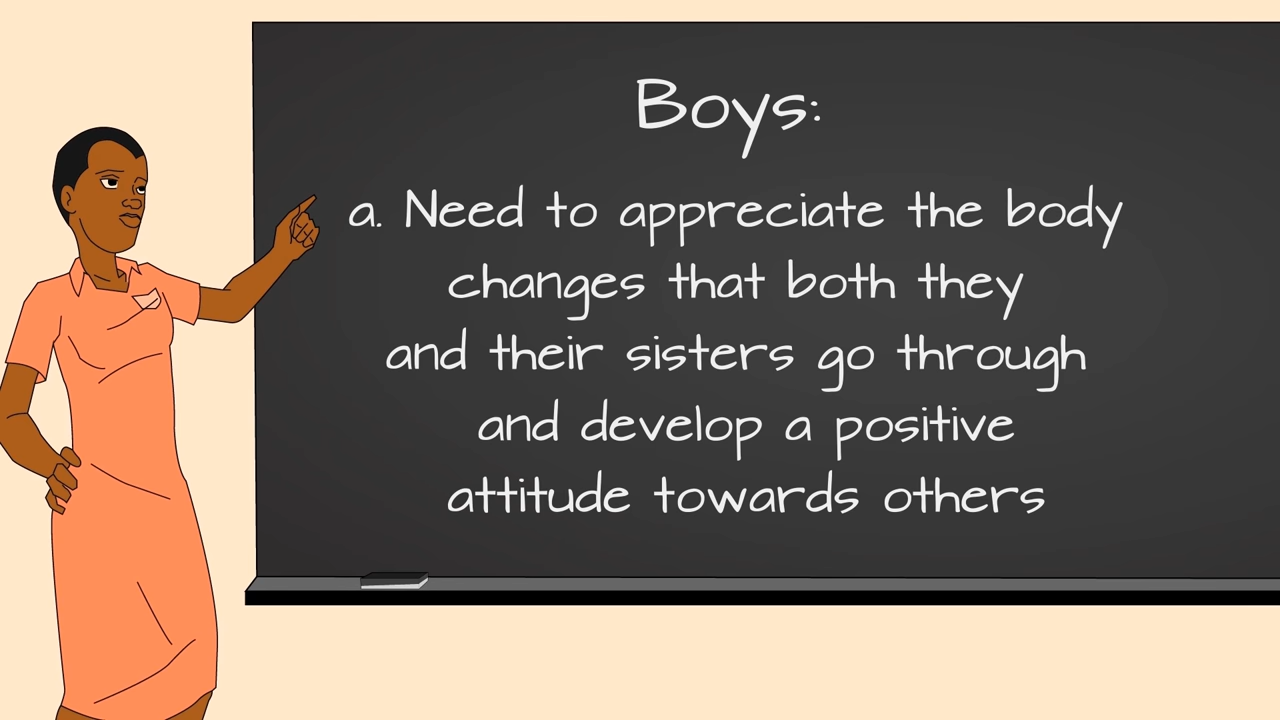 Boys:
a. Need to appreciate the body
changes that both they
and their sisters go through
and develop a positive
attitude towards others